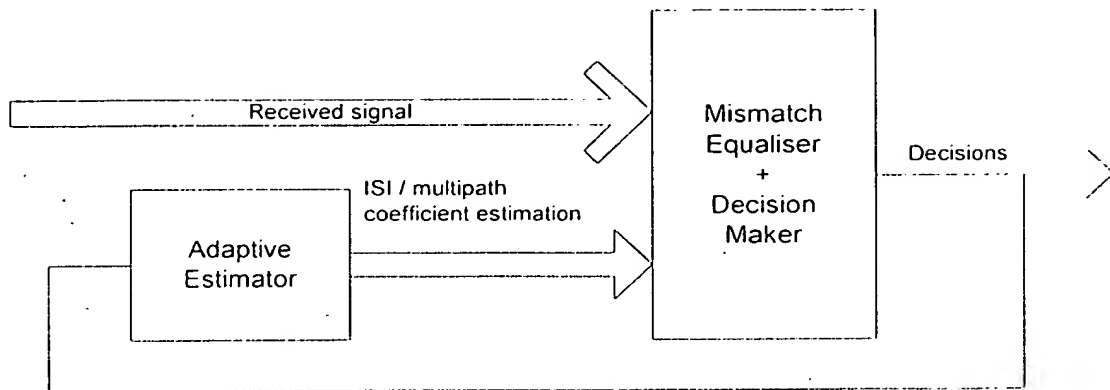 Received signal
Mismatch
Equaliser
+
Decision
Maker
Decisions
ISI / multipath
coefficient estimation
Adaptive
Estimator